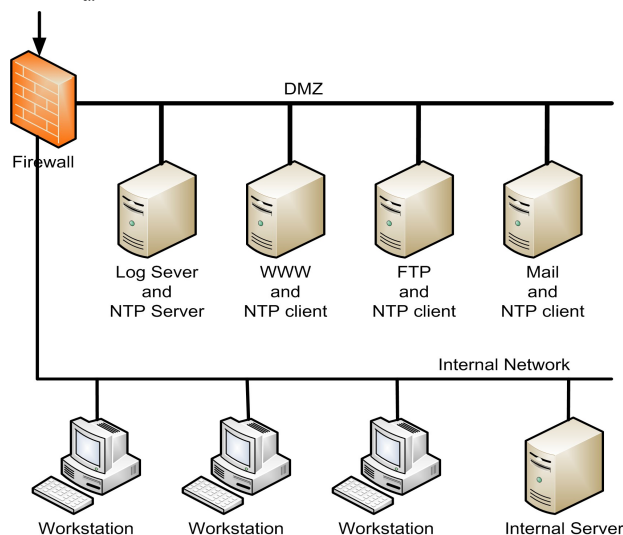 DMZ
Firewall
Log Sever
and
NTP Server
WWW
and
NTP client
FTP
and
NTP client
Mail
and
NTP client
Internal Network
Workstation
Workstation
Workstation
Internal Server